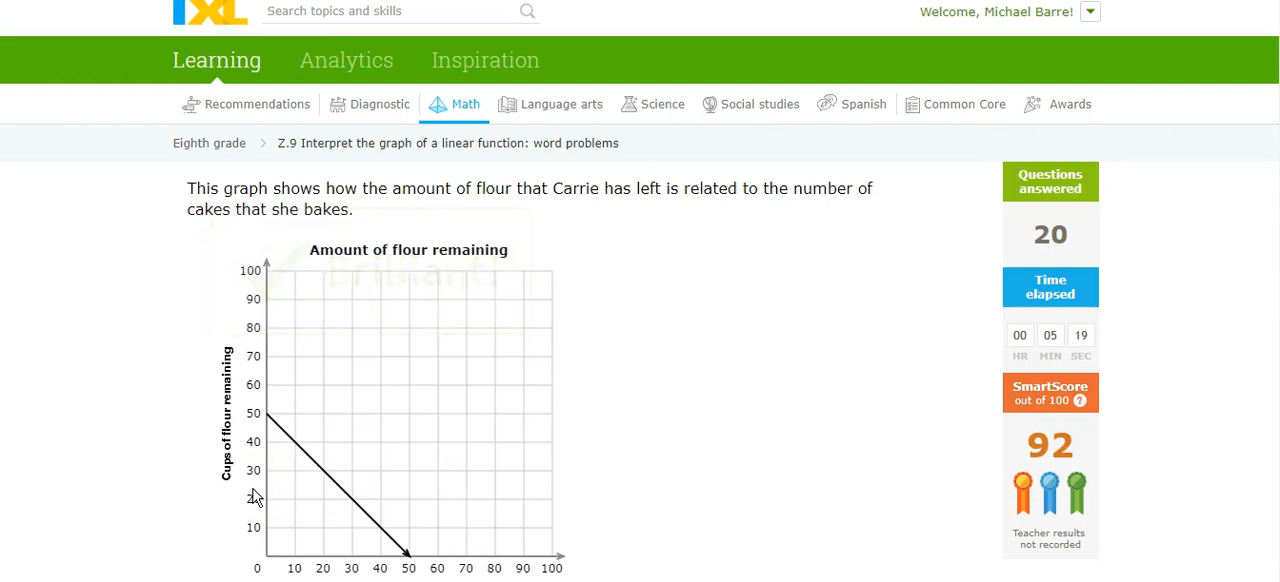 IXL
Search topics and skills
Welcome, Michael Barre!
Learning Analytics Inspiration
Recommendations Diagnostic Math Language arts Science Social studies Spanish Common Core Awards
Eighth grade > Z.9 Interpret the graph of a linear function: word problems
This graph shows how the amount of flour that Carrie has left is related to the number of
cakes that she bakes.
brilliant!
Amount of flour remaining
Cups of flour remaining
100
90
80
70
60
50
40
30
20
10
0 10 20 30 40 50 60 70 80 90 100
Questions
answered
20
Time
elapsed
00 05 19
HR MIN SEC
SmartScore
out of 100 ?
92
Teacher results
not recorded